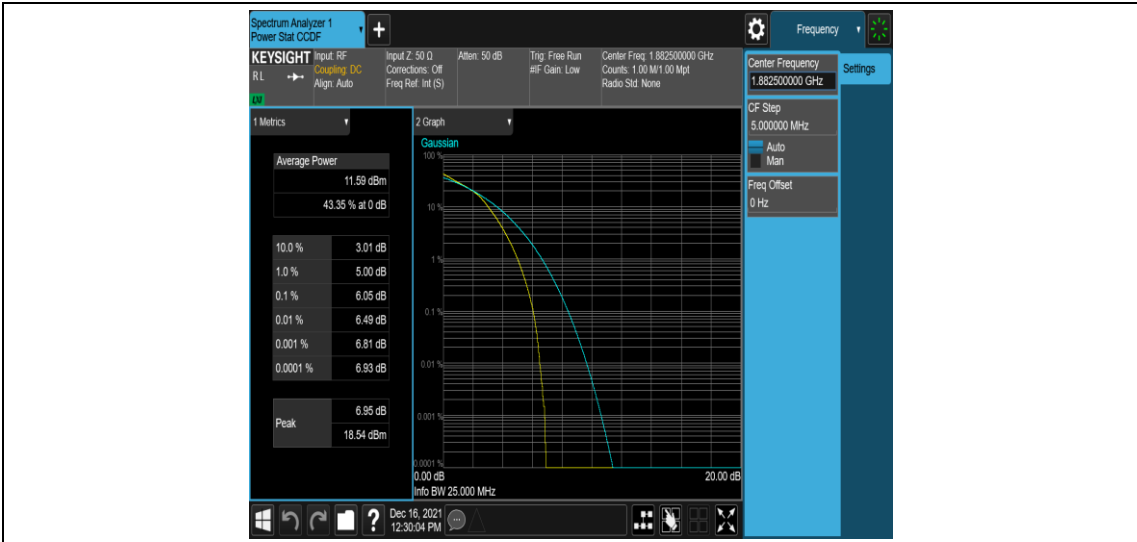 Spectrum Analyzer 1
Power Stat CCDF
Frequency
KEYSIGHT
R L
LXI
Input: RF
Coupling: DC
Align: Auto
Input Z: 50 Ω
Corrections: Off
Freq Ref: Int (S)
Atten: 50 dB
Trig: Free Run
#IF Gain: Low
Center Freq: 1.882500000 GHz
Counts: 1.00 M/1.00 Mpt
Radio Std: None
Center Frequency
1.882500000 GHz
Settings
CF Step
5.000000 MHz
Auto
Man
Freq Offset
0 Hz
1 Metrics
Average Power
11.59 dBm
43.35 % at 0 dB
10.0 % 3.01 dB
1.0 % 5.00 dB
0.1 % 6.05 dB
0.01 % 6.49 dB
0.001 % 6.81 dB
0.0001 % 6.93 dB
Peak
6.95 dB
18.54 dBm
2 Graph
Gaussian
100 %
10 %
1 %
0.1 %
0.01 %
0.001 %
0.0001 %
0.00 dB 20.00 dB
Info BW 25.000 MHz
?
Dec 16, 2021
12:30:04 PM